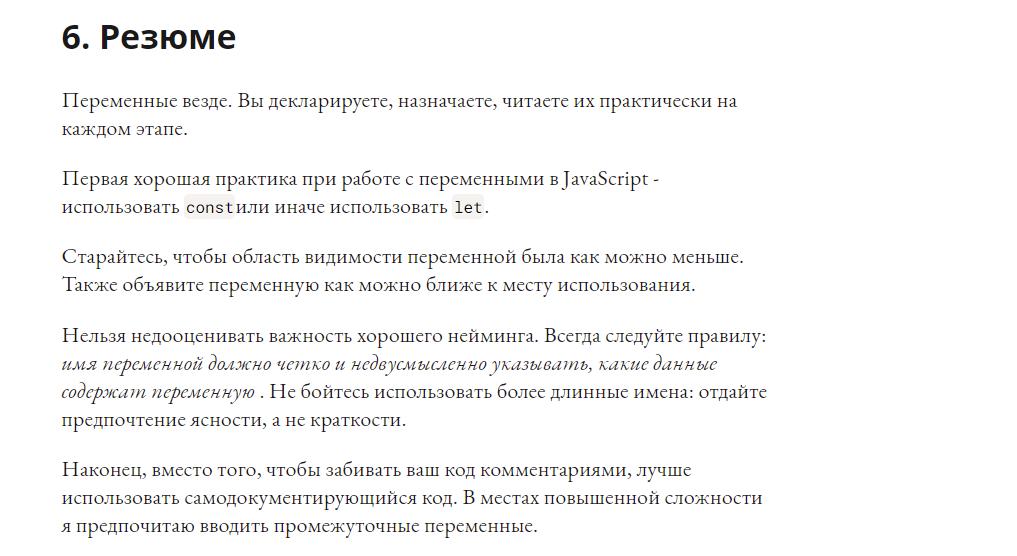 6. Резюме
Переменные везде. Вы декларируете, назначаете, читаете их практически на
каждом этапе.
Первая хорошая практика при работе с переменными в JavaScript -
использовать const или иначе использовать let.
Старайтесь, чтобы область видимости переменной была как можно меньше.
Также объявите переменную как можно ближе к месту использования.
Нельзя недооценивать важность хорошего нейминга. Всегда следуйте правилу:
имя переменной должно четко и недвусмысленно указывать, какие данные
содержат переменную . Не бойтесь использовать более длинные имена: отдайте
предпочтение ясности, а не краткости.
Наконец, вместо того, чтобы забивать ваш код комментариями, лучше
использовать самодокументирующийся код. В местах повышенной сложности
я предпочитаю вводить промежуточные переменные.